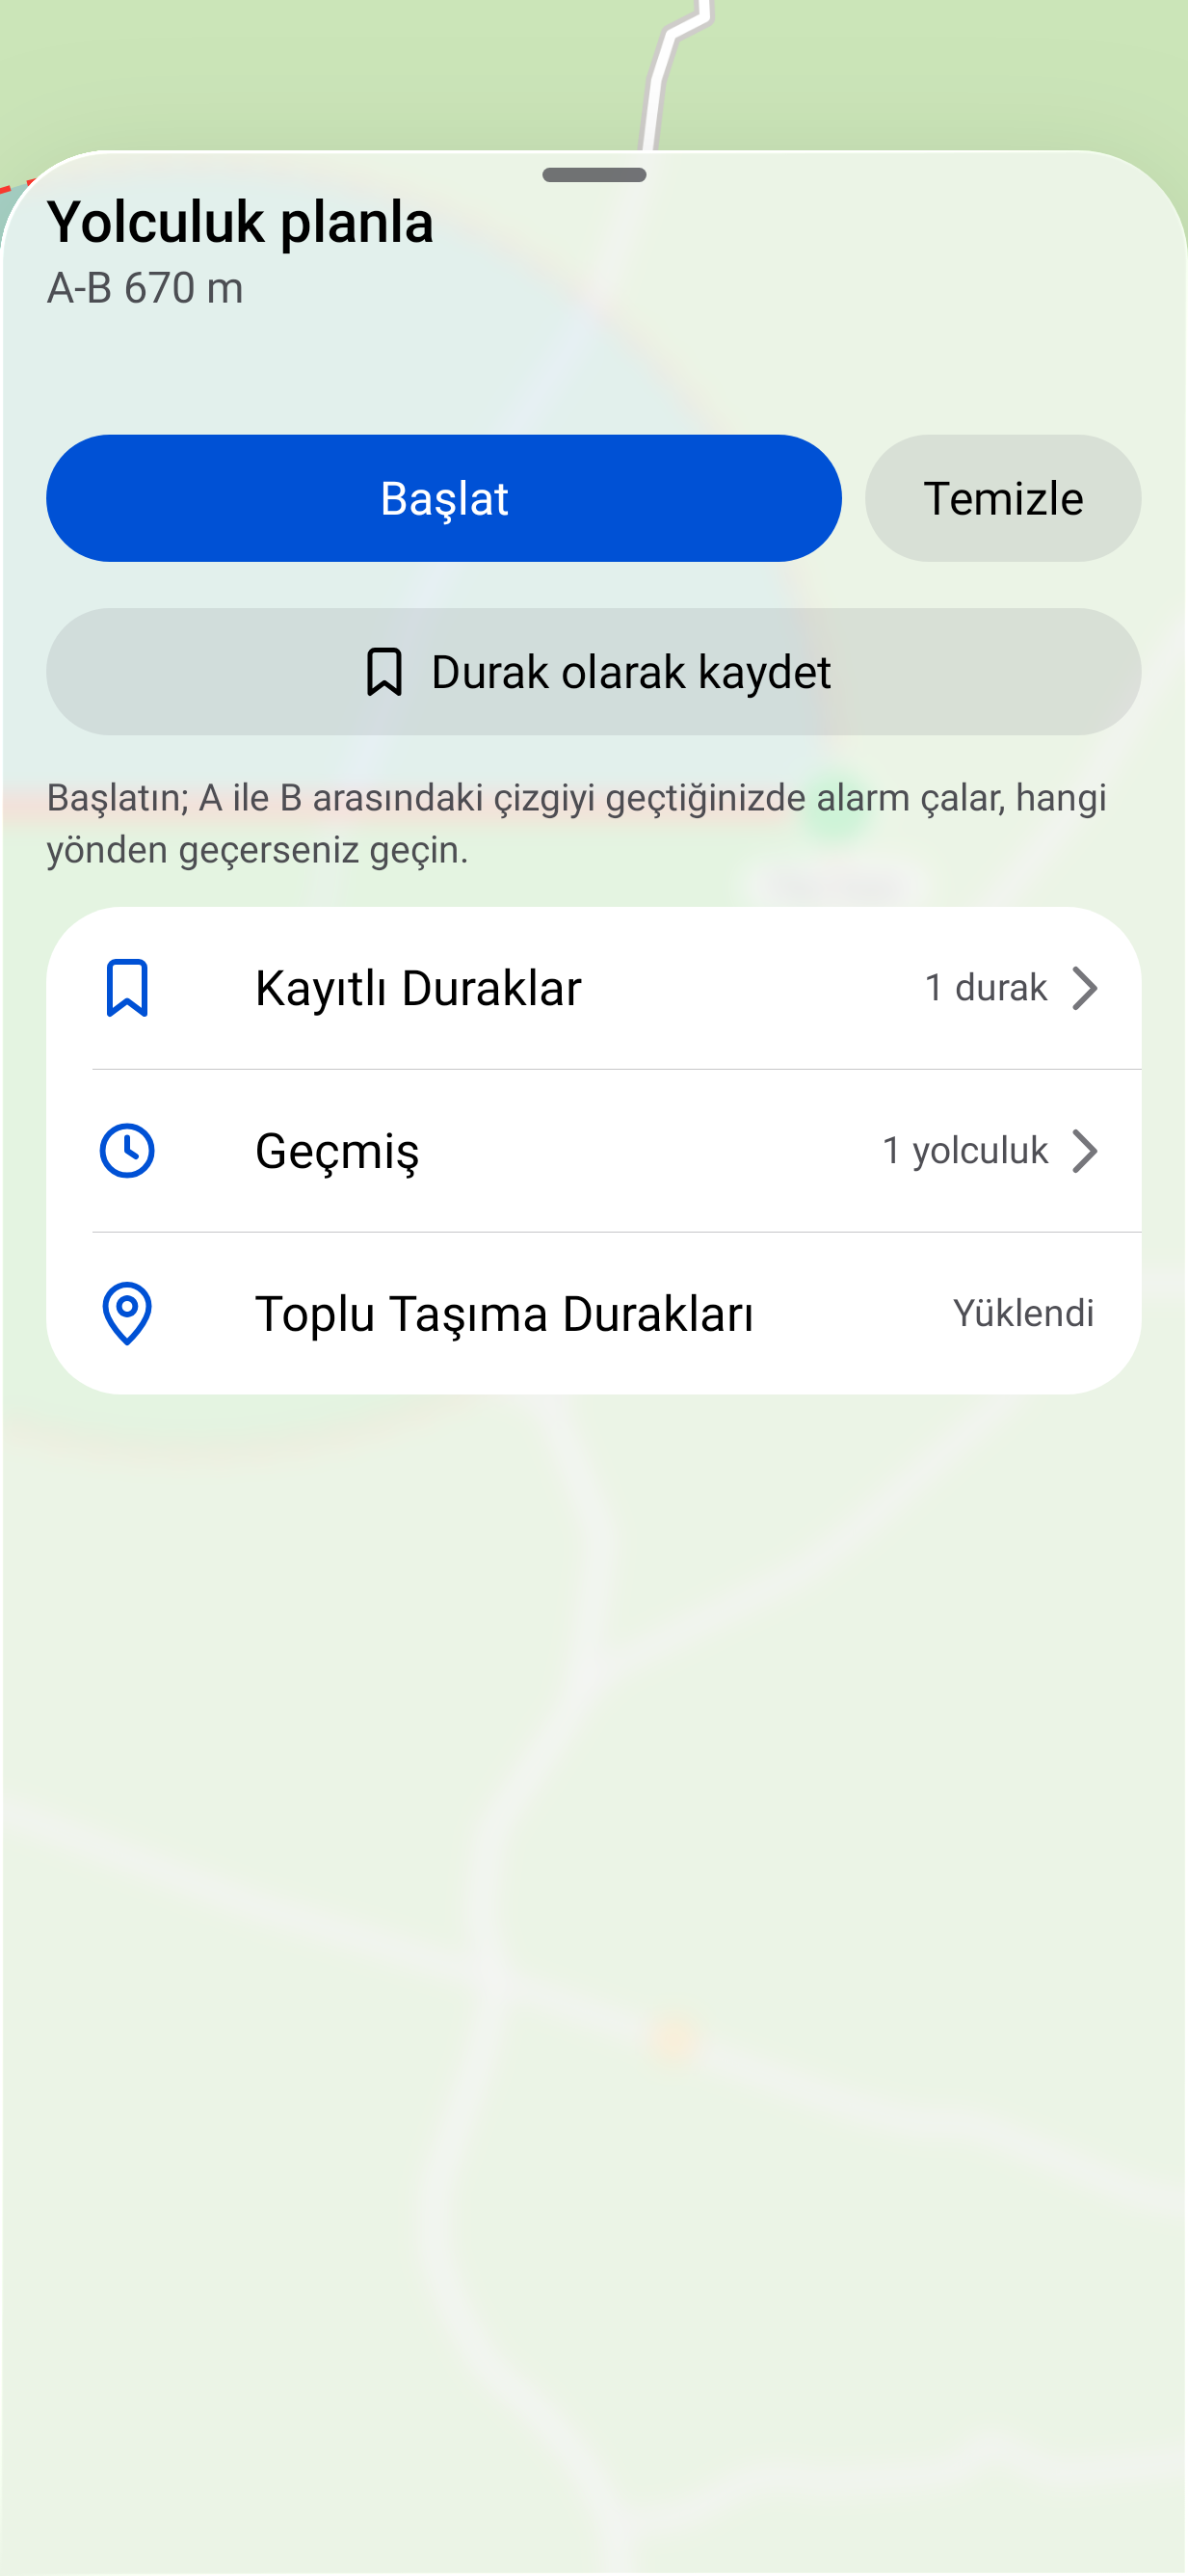 Yolculuk planla
A-B 670 m
Başlat
Temizle
Durak olarak kaydet
Başlatın; A ile B arasındaki çizgiyi geçtiğinizde alarm çalar, hangi
yönden geçerseniz geçin.
Kayıtlı Duraklar
1 durak
Geçmiş
1 yolculuk
Toplu Taşıma Durakları
Yüklendi